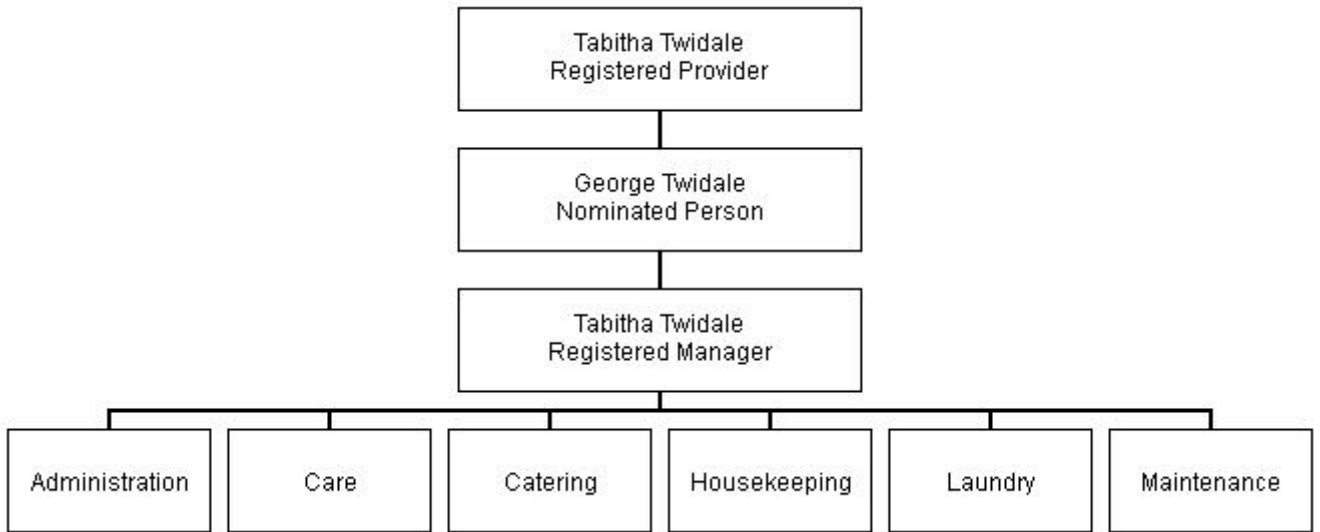 Tabitha Twidale
Registered Provider
George Twidale
Nominated Person
Tabitha Twidale
Registered Manager
Administration
Care
Catering
Housekeeping
Laundry
Maintenance